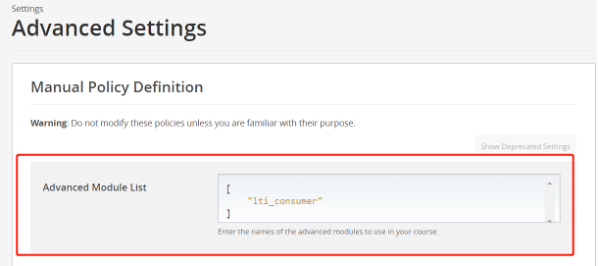 Settings
Advanced Settings
Manual Policy Definition
Warning: Do not modify these policies unless you are familiar with their purpose.
Show Deprecated Settings
Advanced Module List
[
"lti_consumer"
]
Enter the names of the advanced modules to use in your course.